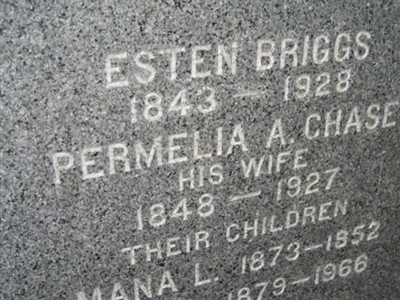 ESTEN BRIGGS
1843 — 1928
PERMELIA A. CHASE
HIS WIFE
1848 — 1927
THEIR CHILDREN
MANA L. 1873—1952
1879—1966